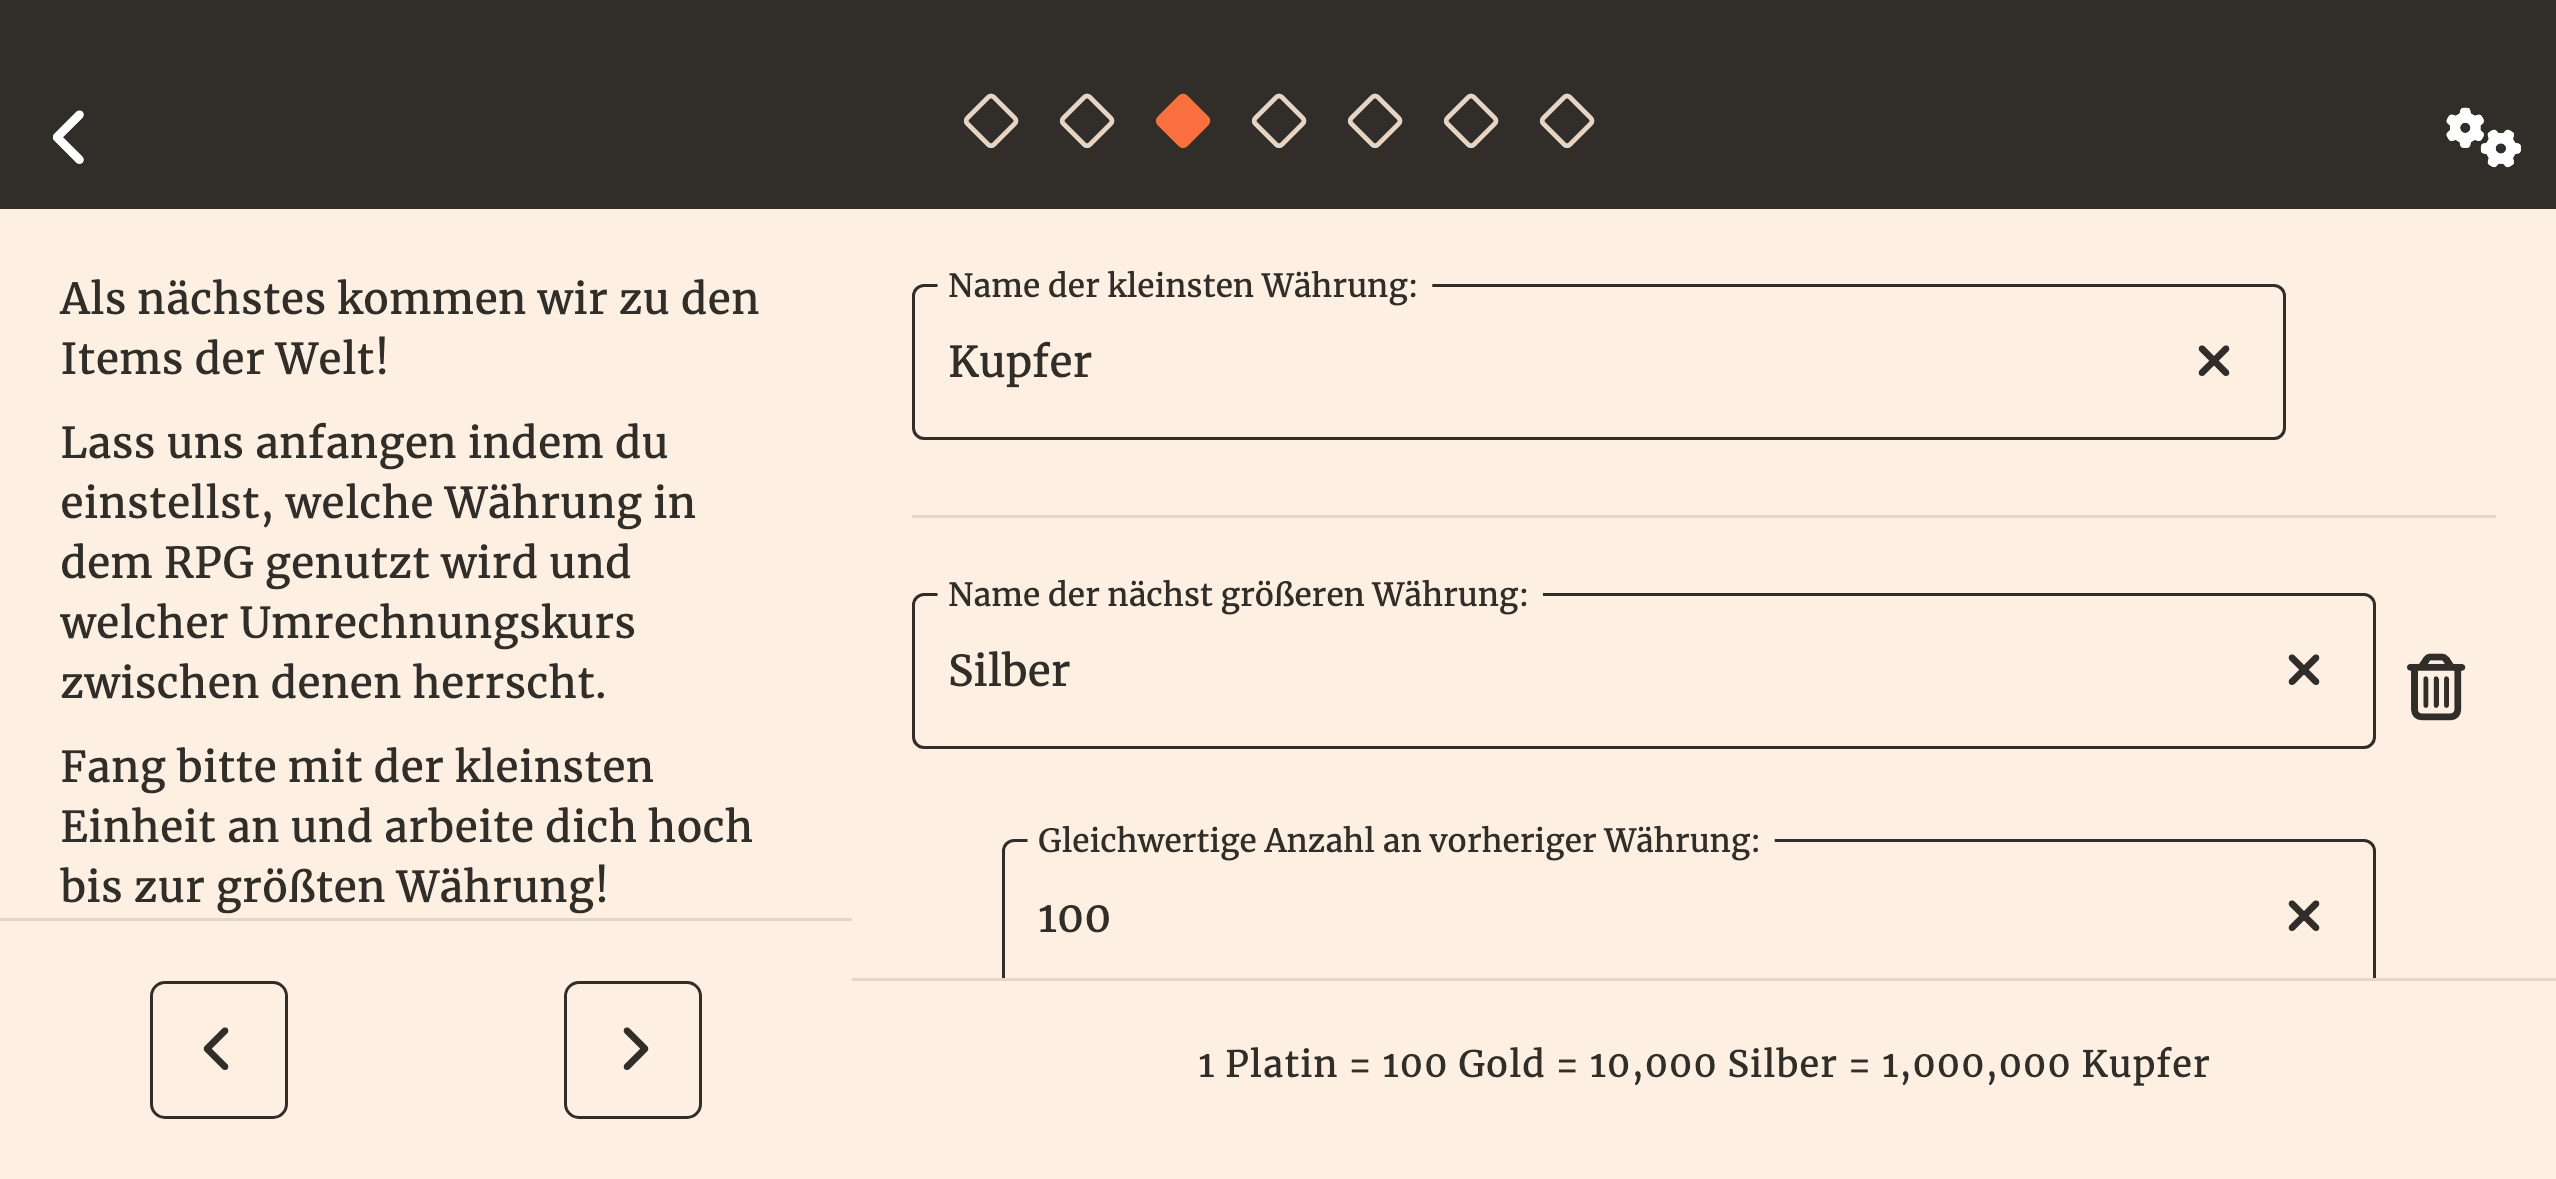 Als nächstes kommen wir zu den
Items der Welt!
Lass uns anfangen indem du
einstellst, welche Währung in
dem RPG genutzt wird und
welcher Umrechnungskurs
zwischen denen herrscht.
Fang bitte mit der kleinsten
Einheit an und arbeite dich hoch
bis zur größten Währung!
Name der kleinsten Währung:
Kupfer
Name der nächst größeren Währung:
Silber
Gleichwertige Anzahl an vorheriger Währung:
100
1 Platin = 100 Gold = 10,000 Silber = 1,000,000 Kupfer